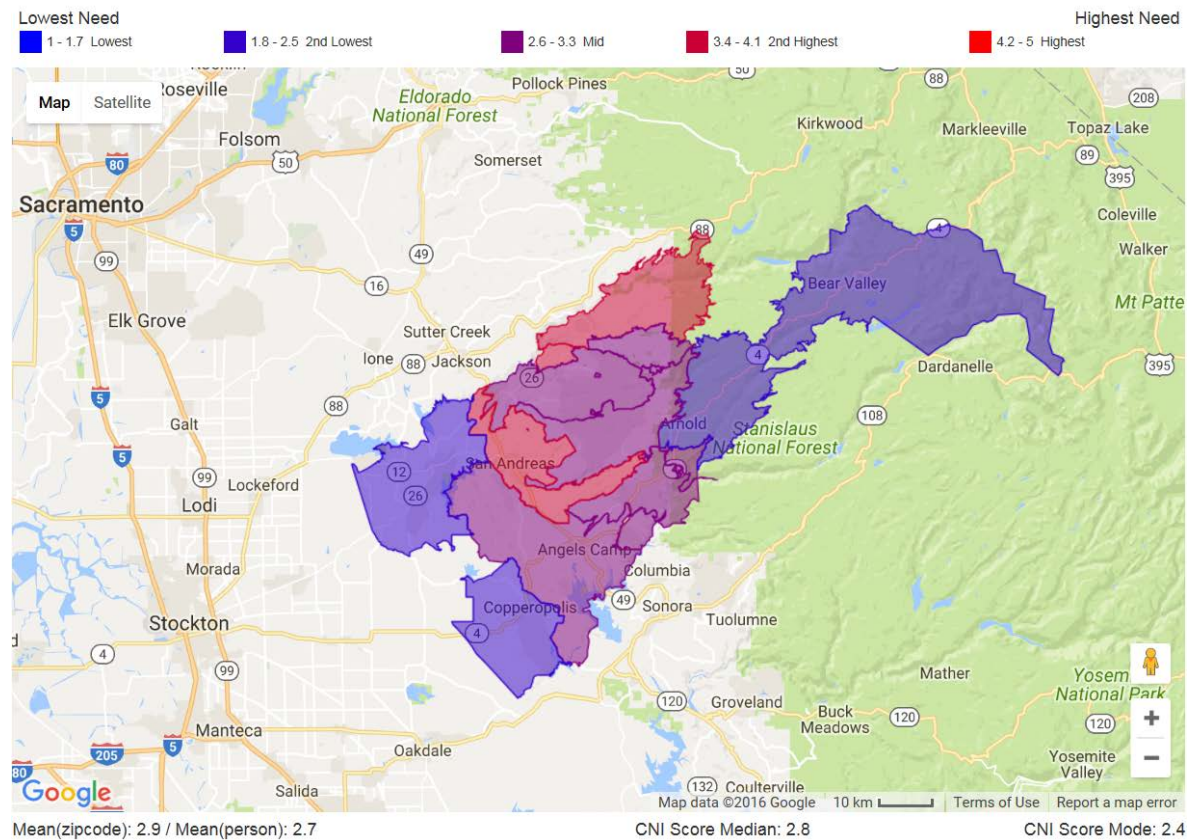 Lowest Need
Highest Need
1 - 1.7 Lowest
1.8 - 2.5 2nd Lowest
2.6 - 3.3 Mid
3.4 - 4.1 2nd Highest
4.2 - 5 Highest
Map Satellite
Roseville
Pollock Pines
50
88
Eldorado
National Forest
208
Folsom
Kirkwood
Markleeville
Topaz Lake
80
50
Somerset
89
395
Sacramento
5
88
4
Coleville
99
49
Walker
16
Bear Valley
Mt Patte
Elk Grove
Sutter Creek
Ione
88
Jackson
4
Dardanelle
395
26
88
5
108
Galt
Arnold
Stanislaus
National Forest
5
San Andreas
12
4
99
Lockeford
26
Lodi
Angels Camp
Morada
Columbia
49
Sonora
Copperopolis
Tuolumne
Stockton
4
4
99
Mather
Yosem
National Park
120
Groveland
Buck
Meadows
120
120
Manteca
205
5
Oakdale
Yosemite
Valley
80
Google
Salida
132
Coulterville
Map data ©2016 Google
10 km
Terms of Use
Report a map error
Mean(zipcode): 2.9 / Mean(person): 2.7
CNI Score Median: 2.8
CNI Score Mode: 2.4